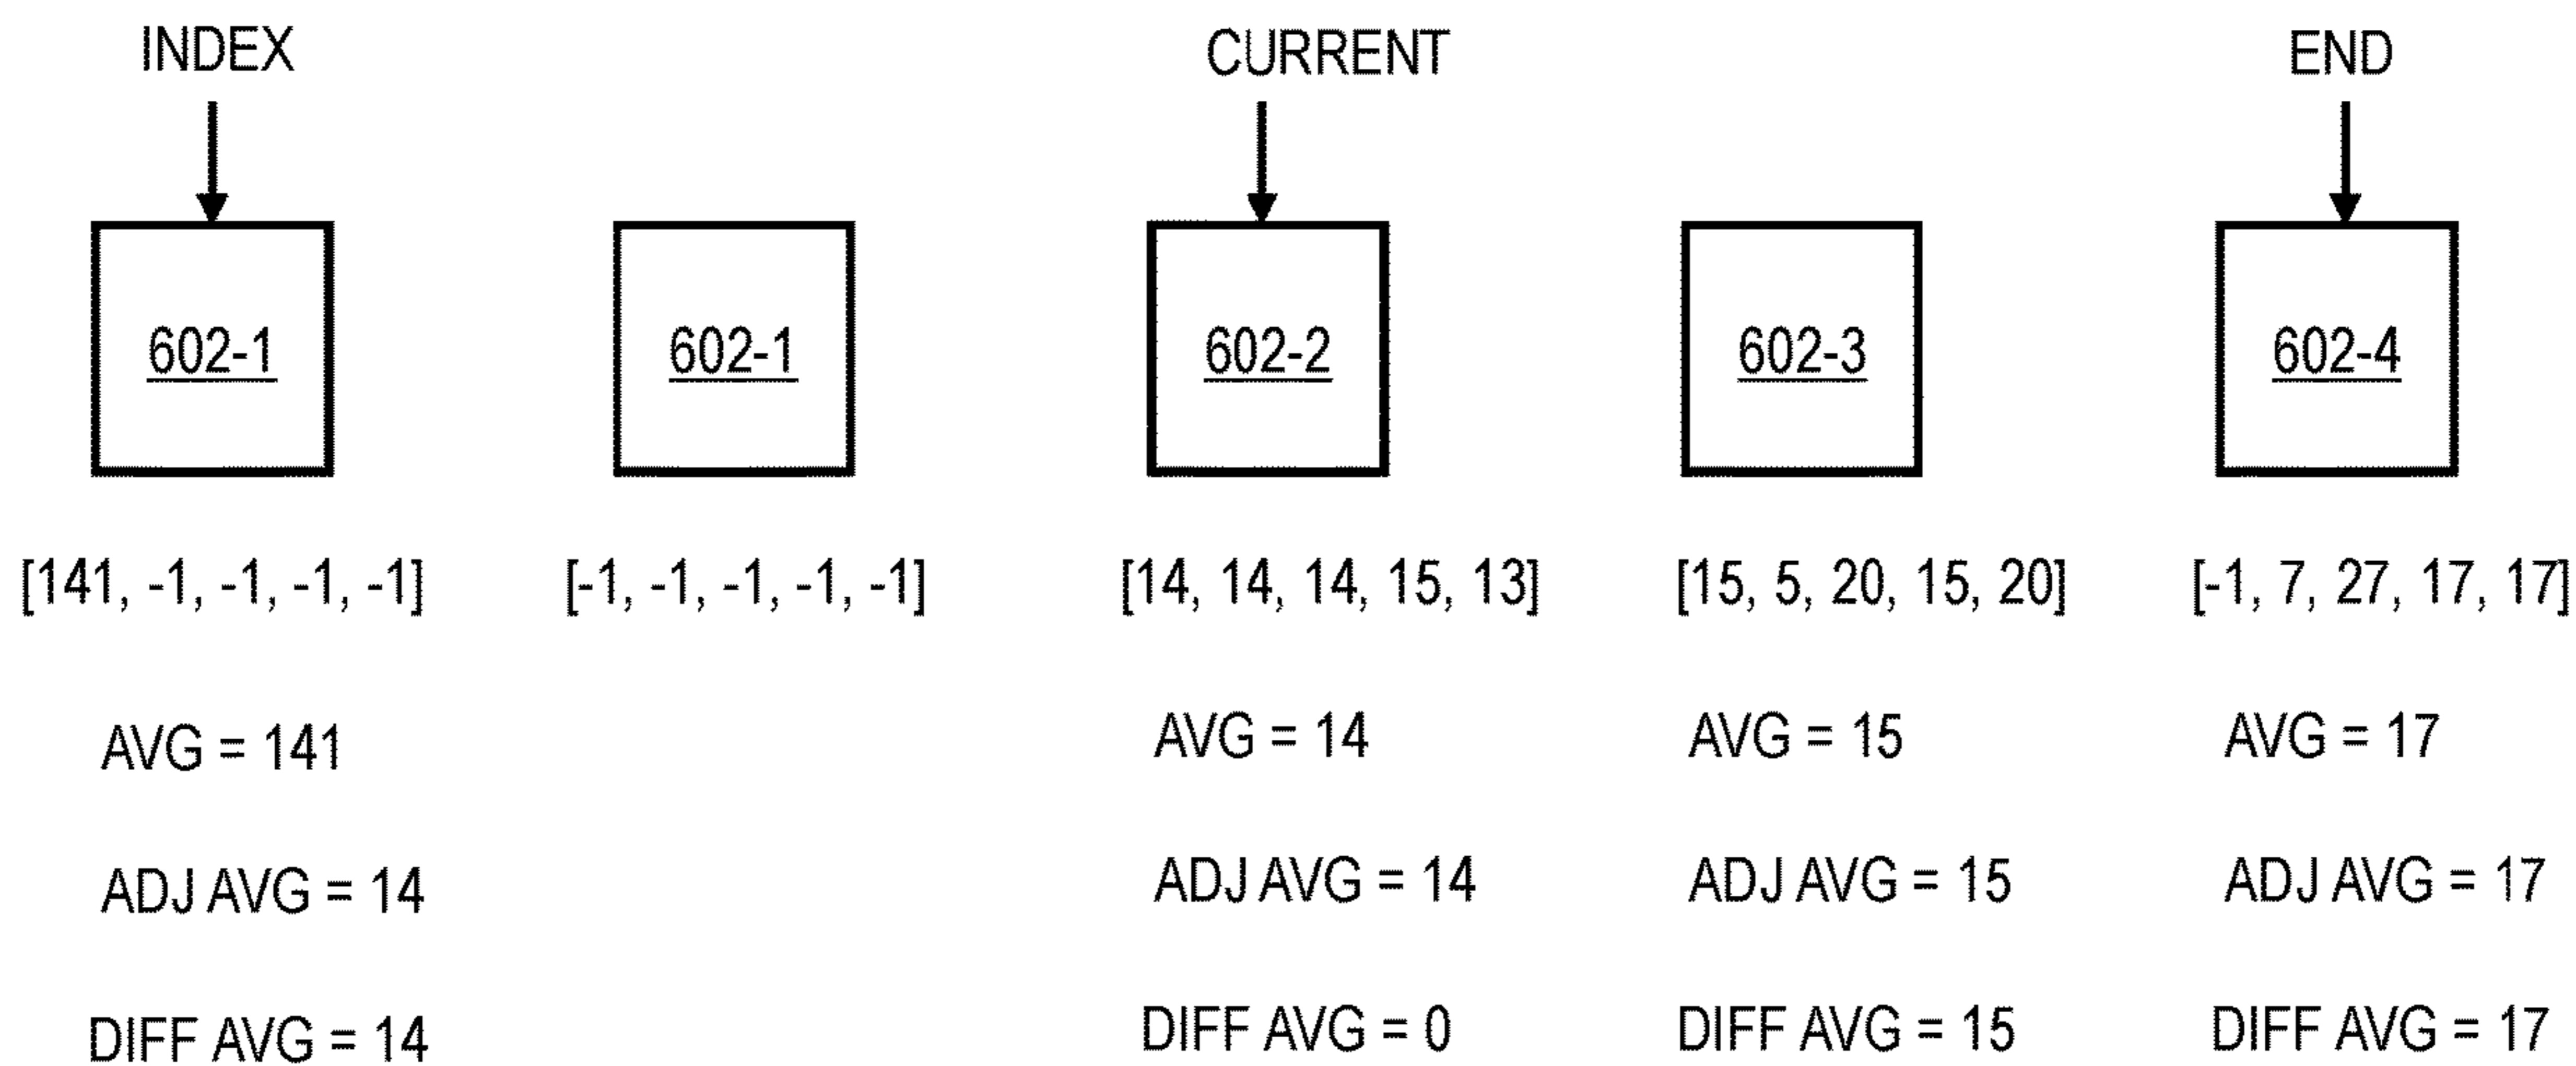 INDEX
CURRENT
END
602-1
602-1
602-2
602-3
602-4
[141, -1, -1, -1, -1]
[-1, -1, -1, -1, -1]
[14, 14, 14, 15, 13]
[15, 5, 20, 15, 20]
[-1, 7, 27, 17, 17]
AVG = 141
AVG = 14
AVG = 15
AVG = 17
ADJ AVG = 14
ADJ AVG = 14
ADJ AVG = 15
ADJ AVG = 17
DIFF AVG = 14
DIFF AVG = 0
DIFF AVG = 15
DIFF AVG = 17